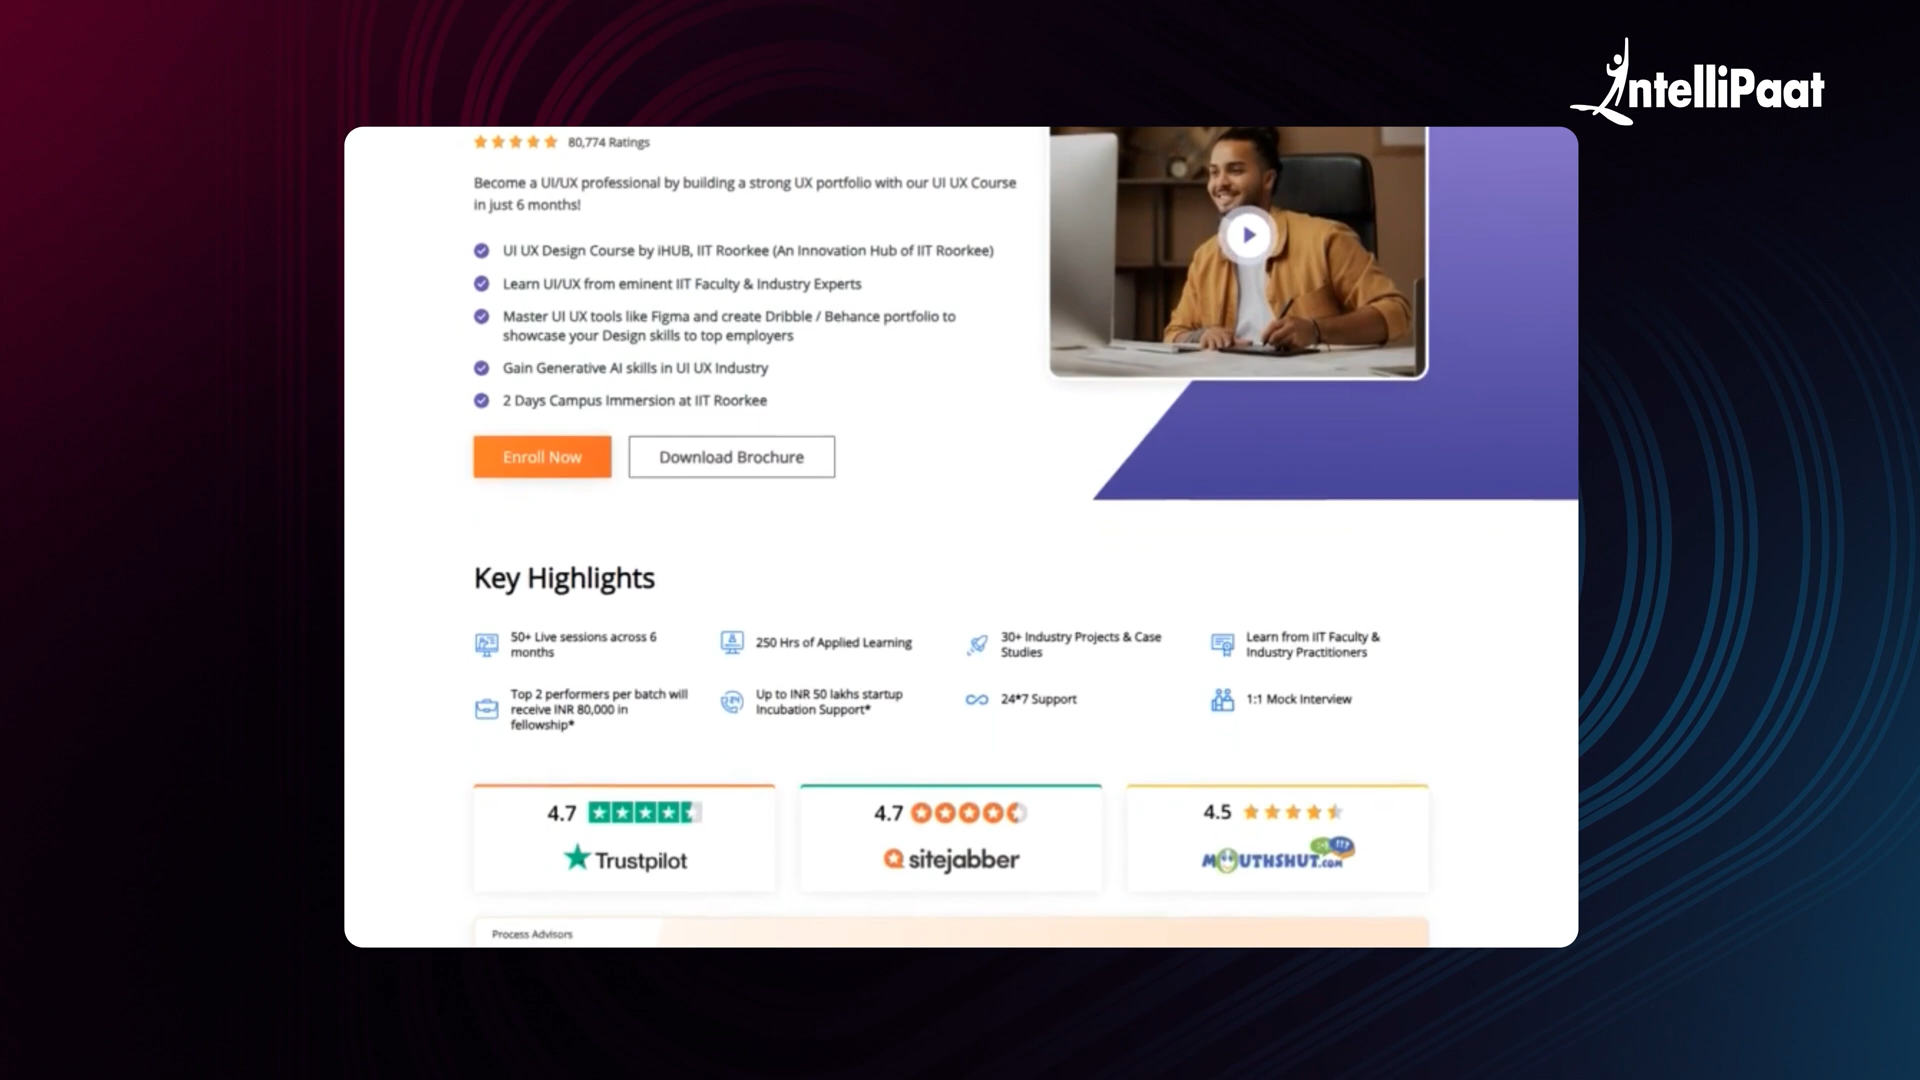 IntelliPaat
80,774 Ratings
Become a UI/UX professional by building a strong UX portfolio with our UI UX Course
in just 6 months!
UI UX Design Course by iHUB, IIT Roorkee (An Innovation Hub of IIT Roorkee)
Learn UI/UX from eminent IIT Faculty & Industry Experts
Master UI UX tools like Figma and create Dribble / Behance portfolio to
showcase your Design skills to top employers
Gain Generative AI skills in UI UX Industry
2 Days Campus Immersion at IIT Roorkee
Enroll Now
Download Brochure
Key Highlights
50+ Live sessions across 6
months
250 Hrs of Applied Learning
30+ Industry Projects & Case
Studies
Learn from IIT Faculty &
Industry Practitioners
Top 2 performers per batch will
receive INR 80,000 in
fellowship*
Up to INR 50 lakhs startup
Incubation Support*
24*7 Support
1:1 Mock Interview
4.7
Trustpilot
4.7
sitejabber
4.5
MOUTHSHUT.COM
Process Advisors